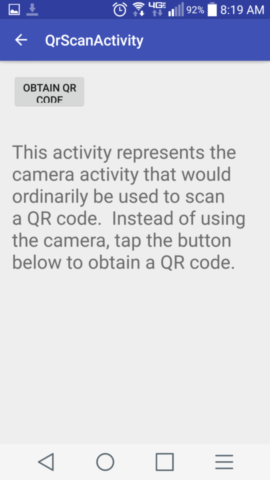 4G 92% 8:19 AM
QrScanActivity
OBTAIN QR
CODE
This activity represents the
camera activity that would
ordinarily be used to scan
a QR code.  Instead of using
the camera, tap the button
below to obtain a QR code.